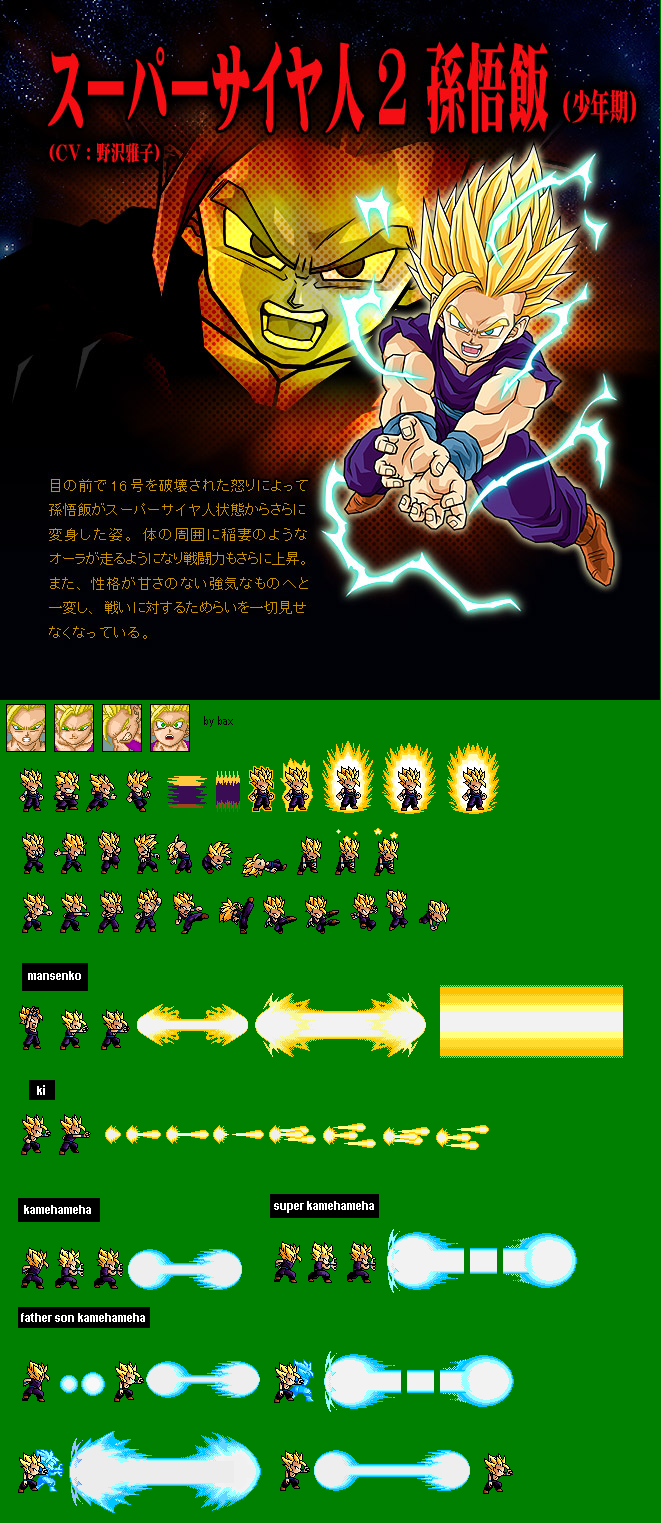 スーパーサイヤ人2 孫悟飯 (少年期)
(CV：野沢雅子)
目の前で16号を破壊された怒りによって
孫悟飯がスーパーサイヤ人状態からさらに
変身した姿。体の周囲に稲妻のような
オーラが走るようになり戦闘力もさらに上昇。
また、性格が甘さのない強気なものへと
一変し、戦いに対するためらいを一切見せ
なくなっている。
by bax
mansenko
ki
kamehameha
super kamehameha
father son kamehameha